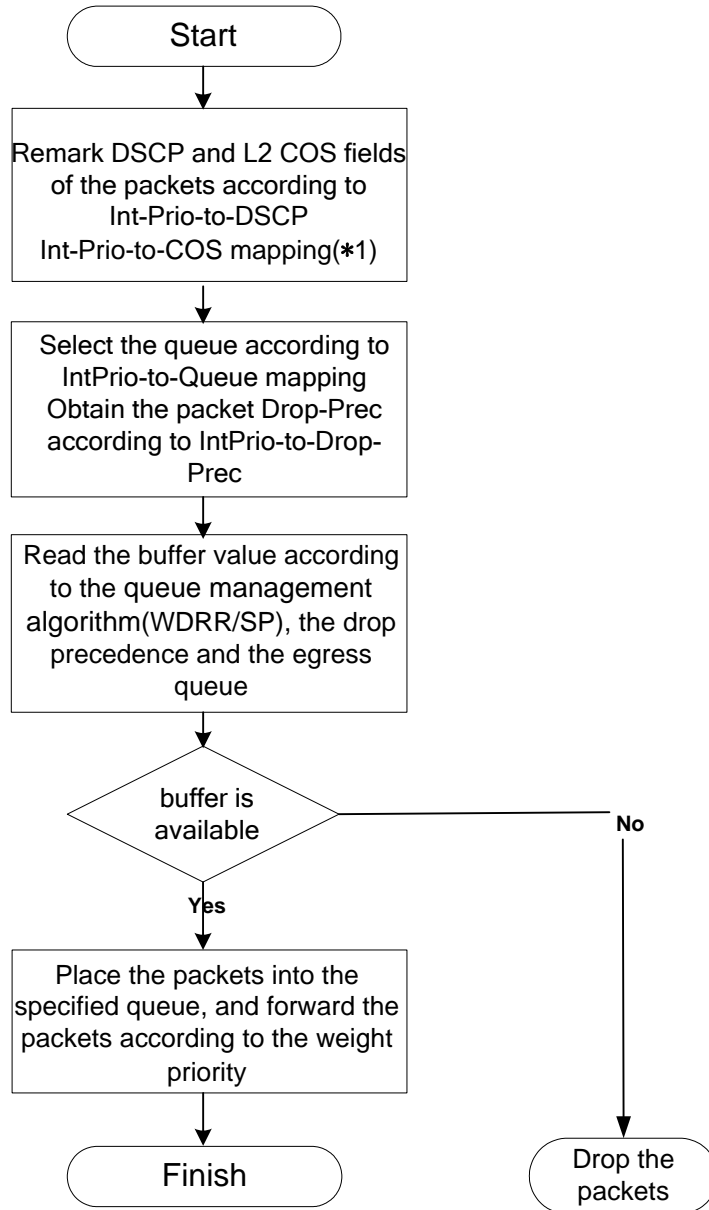 Start
Remark DSCP and L2 COS fields
of the packets according to
Int-Prio-to-DSCP
Int-Prio-to-COS mapping(*1)
Select the queue according to
IntPrio-to-Queue mapping
Obtain the packet Drop-Prec
according to IntPrio-to-Drop-
Prec
Read the buffer value according
to the queue management
algorithm(WDRR/SP), the drop
precedence and the egress
queue
buffer is
available
No
Yes
Place the packets into the
specified queue, and forward the
packets according to the weight
priority
Finish
Drop the
packets